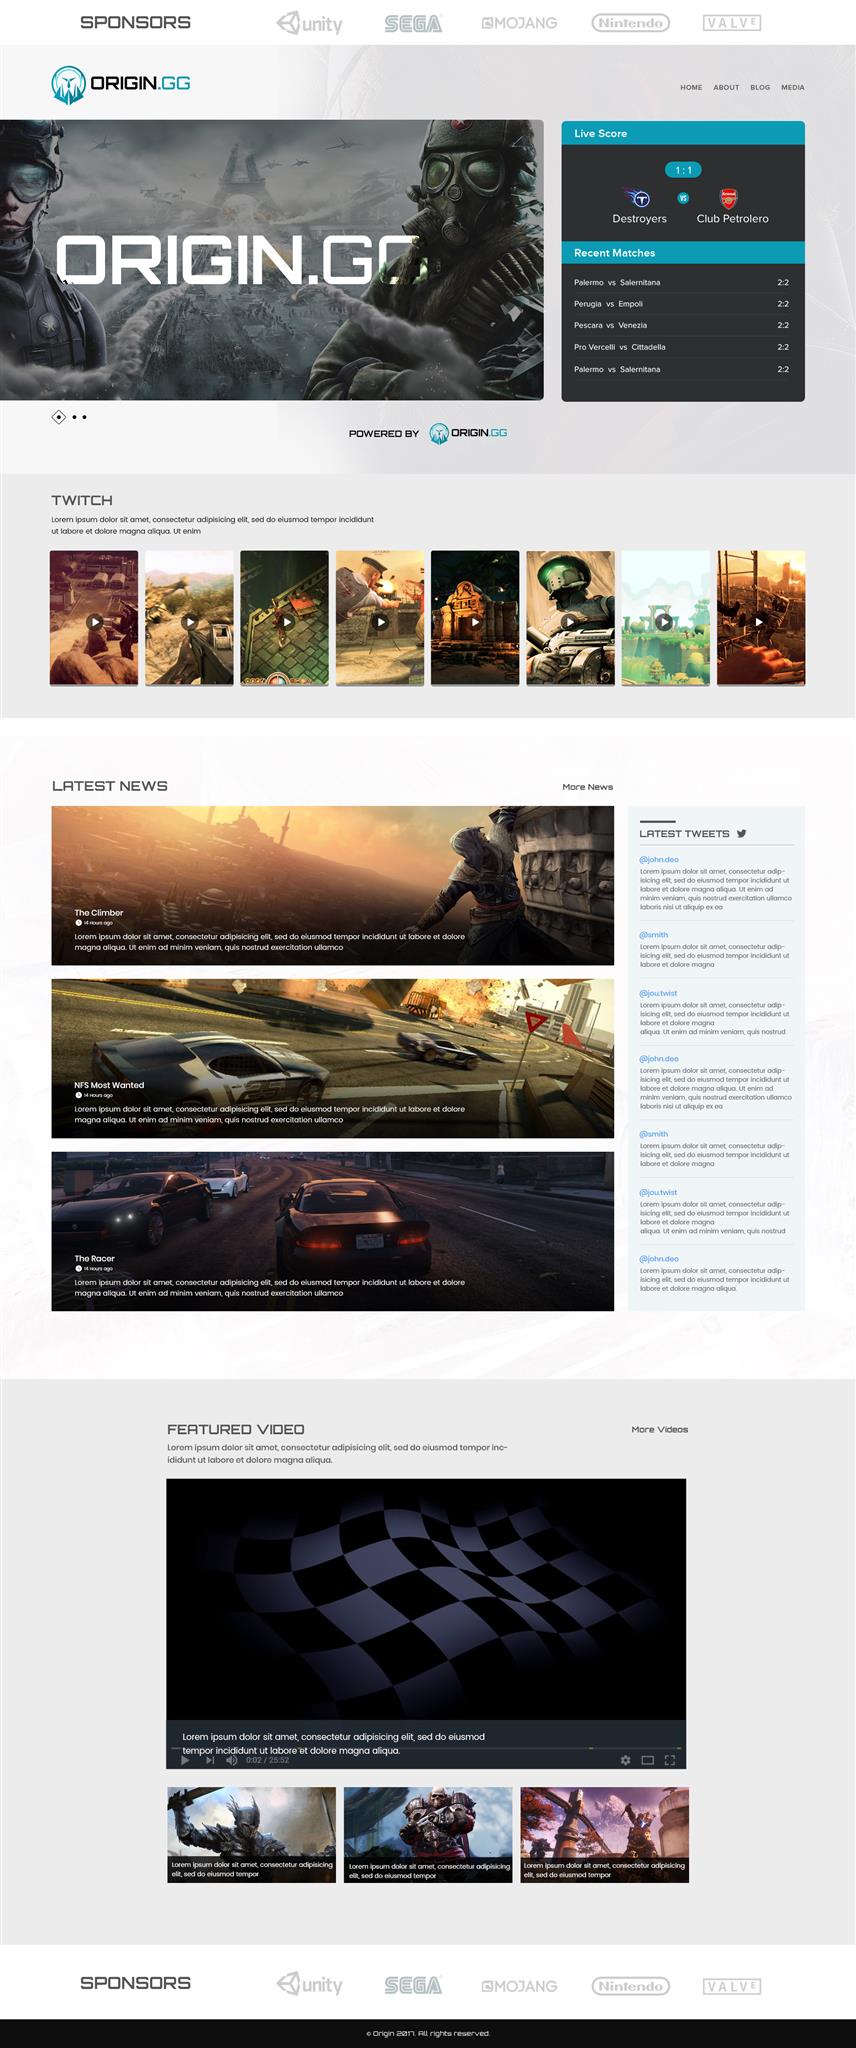 SPONSORS
unity
SEGA
MOJANG
Nintendo
VALVE
ORIGIN.GG
HOME ABOUT BLOG MEDIA
ORIGIN.GG
Live Score
1 : 1
VS
Destroyers
Club Petrolero
Recent Matches
Palermo vs Salernitana 2:2
Perugia vs Empoli 2:2
Pescara vs Venezia 2:2
Pro Vercelli vs Cittadella 2:2
Palermo vs Salernitana 2:2
POWERED BY ORIGIN.GG
TWITCH
Lorem ipsum dolor sit amet, consectetur adipisicing elit, sed do eiusmod tempor incididunt
ut labore et dolore magna aliqua. Ut enim
LATEST NEWS
More News
The Climber
14 Hours ago
Lorem ipsum dolor sit amet, consectetur adipisicing elit, sed do eiusmod tempor incididunt ut labore et dolore
magna aliqua. Ut enim ad minim veniam, quis nostrud exercitation ullamco
NFS Most Wanted
14 Hours ago
Lorem ipsum dolor sit amet, consectetur adipisicing elit, sed do eiusmod tempor incididunt ut labore et dolore
magna aliqua. Ut enim ad minim veniam, quis nostrud exercitation ullamco
The Racer
14 Hours ago
Lorem ipsum dolor sit amet, consectetur adipisicing elit, sed do eiusmod tempor incididunt ut labore et dolore
magna aliqua. Ut enim ad minim veniam, quis nostrud exercitation ullamco
LATEST TWEETS
@john.deo
Lorem ipsum dolor sit amet, consectetur adip-
isicing elit, sed do eiusmod tempor incididunt ut
labore et dolore magna aliqua. Ut enim ad
minim veniam, quis nostrud exercitation ullamco
laboris nisi ut aliquip ex ea
@smith
Lorem ipsum dolor sit amet, consectetur adip-
isicing elit, sed do eiusmod tempor incididunt ut
labore et dolore magna
@jou.twist
Lorem ipsum dolor sit amet, consectetur adip-
isicing elit, sed do eiusmod tempor incididunt ut
labore et dolore magna
aliqua. Ut enim ad minim veniam, quis nostrud
@john.deo
Lorem ipsum dolor sit amet, consectetur adip-
isicing elit, sed do eiusmod tempor incididunt ut
labore et dolore magna aliqua. Ut enim ad
minim veniam, quis nostrud exercitation ullamco
laboris nisi ut aliquip ex ea
@smith
Lorem ipsum dolor sit amet, consectetur adip-
isicing elit, sed do eiusmod tempor incididunt ut
labore et dolore magna
@jou.twist
Lorem ipsum dolor sit amet, consectetur adip-
isicing elit, sed do eiusmod tempor incididunt ut
labore et dolore magna
aliqua. Ut enim ad minim veniam, quis nostrud
@john.deo
Lorem ipsum dolor sit amet, consectetur adip-
isicing elit, sed do eiusmod tempor incididunt ut
labore et dolore magna aliqua.
FEATURED VIDEO
More Videos
Lorem ipsum dolor sit amet, consectetur adipisicing elit, sed do eiusmod tempor inc-
ididunt ut labore et dolore magna aliqua.
Lorem ipsum dolor sit amet, consectetur adipisicing elit, sed do eiusmod
tempor incididunt ut labore et dolore magna aliqua.
0:02 / 25:52
Lorem ipsum dolor sit amet, consectetur adipisicing
elit, sed do eiusmod tempor
Lorem ipsum dolor sit amet, consectetur adipisicing
elit, sed do eiusmod tempor
Lorem ipsum dolor sit amet, consectetur adipisicing
elit, sed do eiusmod tempor
SPONSORS
unity
SEGA
MOJANG
Nintendo
VALVE
© Origin 2017. All rights reserved.